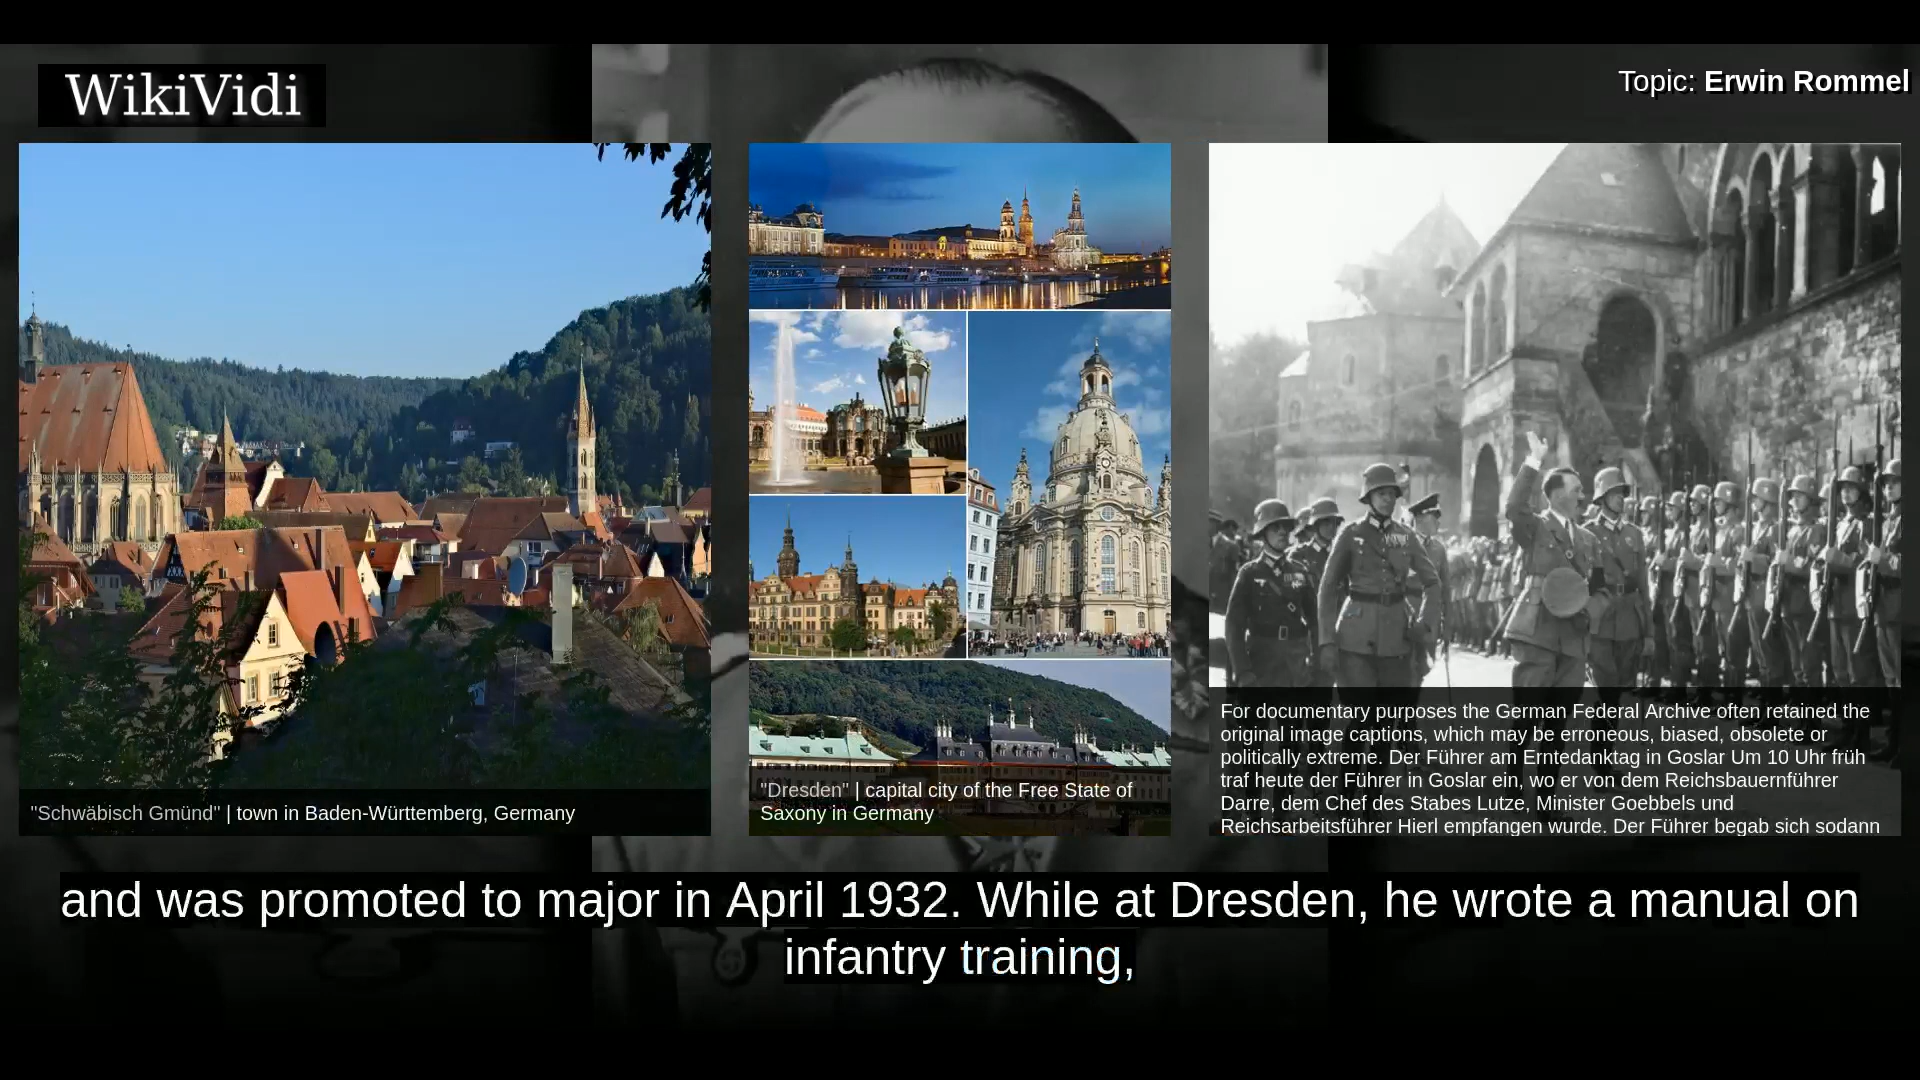 WikiVidi
Topic: Erwin Rommel
"Schwäbisch Gmünd" | town in Baden-Württemberg, Germany
"Dresden" | capital city of the Free State of
Saxony in Germany
For documentary purposes the German Federal Archive often retained the
original image captions, which may be erroneous, biased, obsolete or
politically extreme. Der Führer am Erntedanktag in Goslar Um 10 Uhr früh
traf heute der Führer in Goslar ein, wo er von dem Reichsbauernführer
Darre, dem Chef des Stabes Lutze, Minister Goebbels und
Reichsarbeitsführer Hierl empfangen wurde. Der Führer begab sich sodann
and was promoted to major in April 1932. While at Dresden, he wrote a manual on
infantry training,